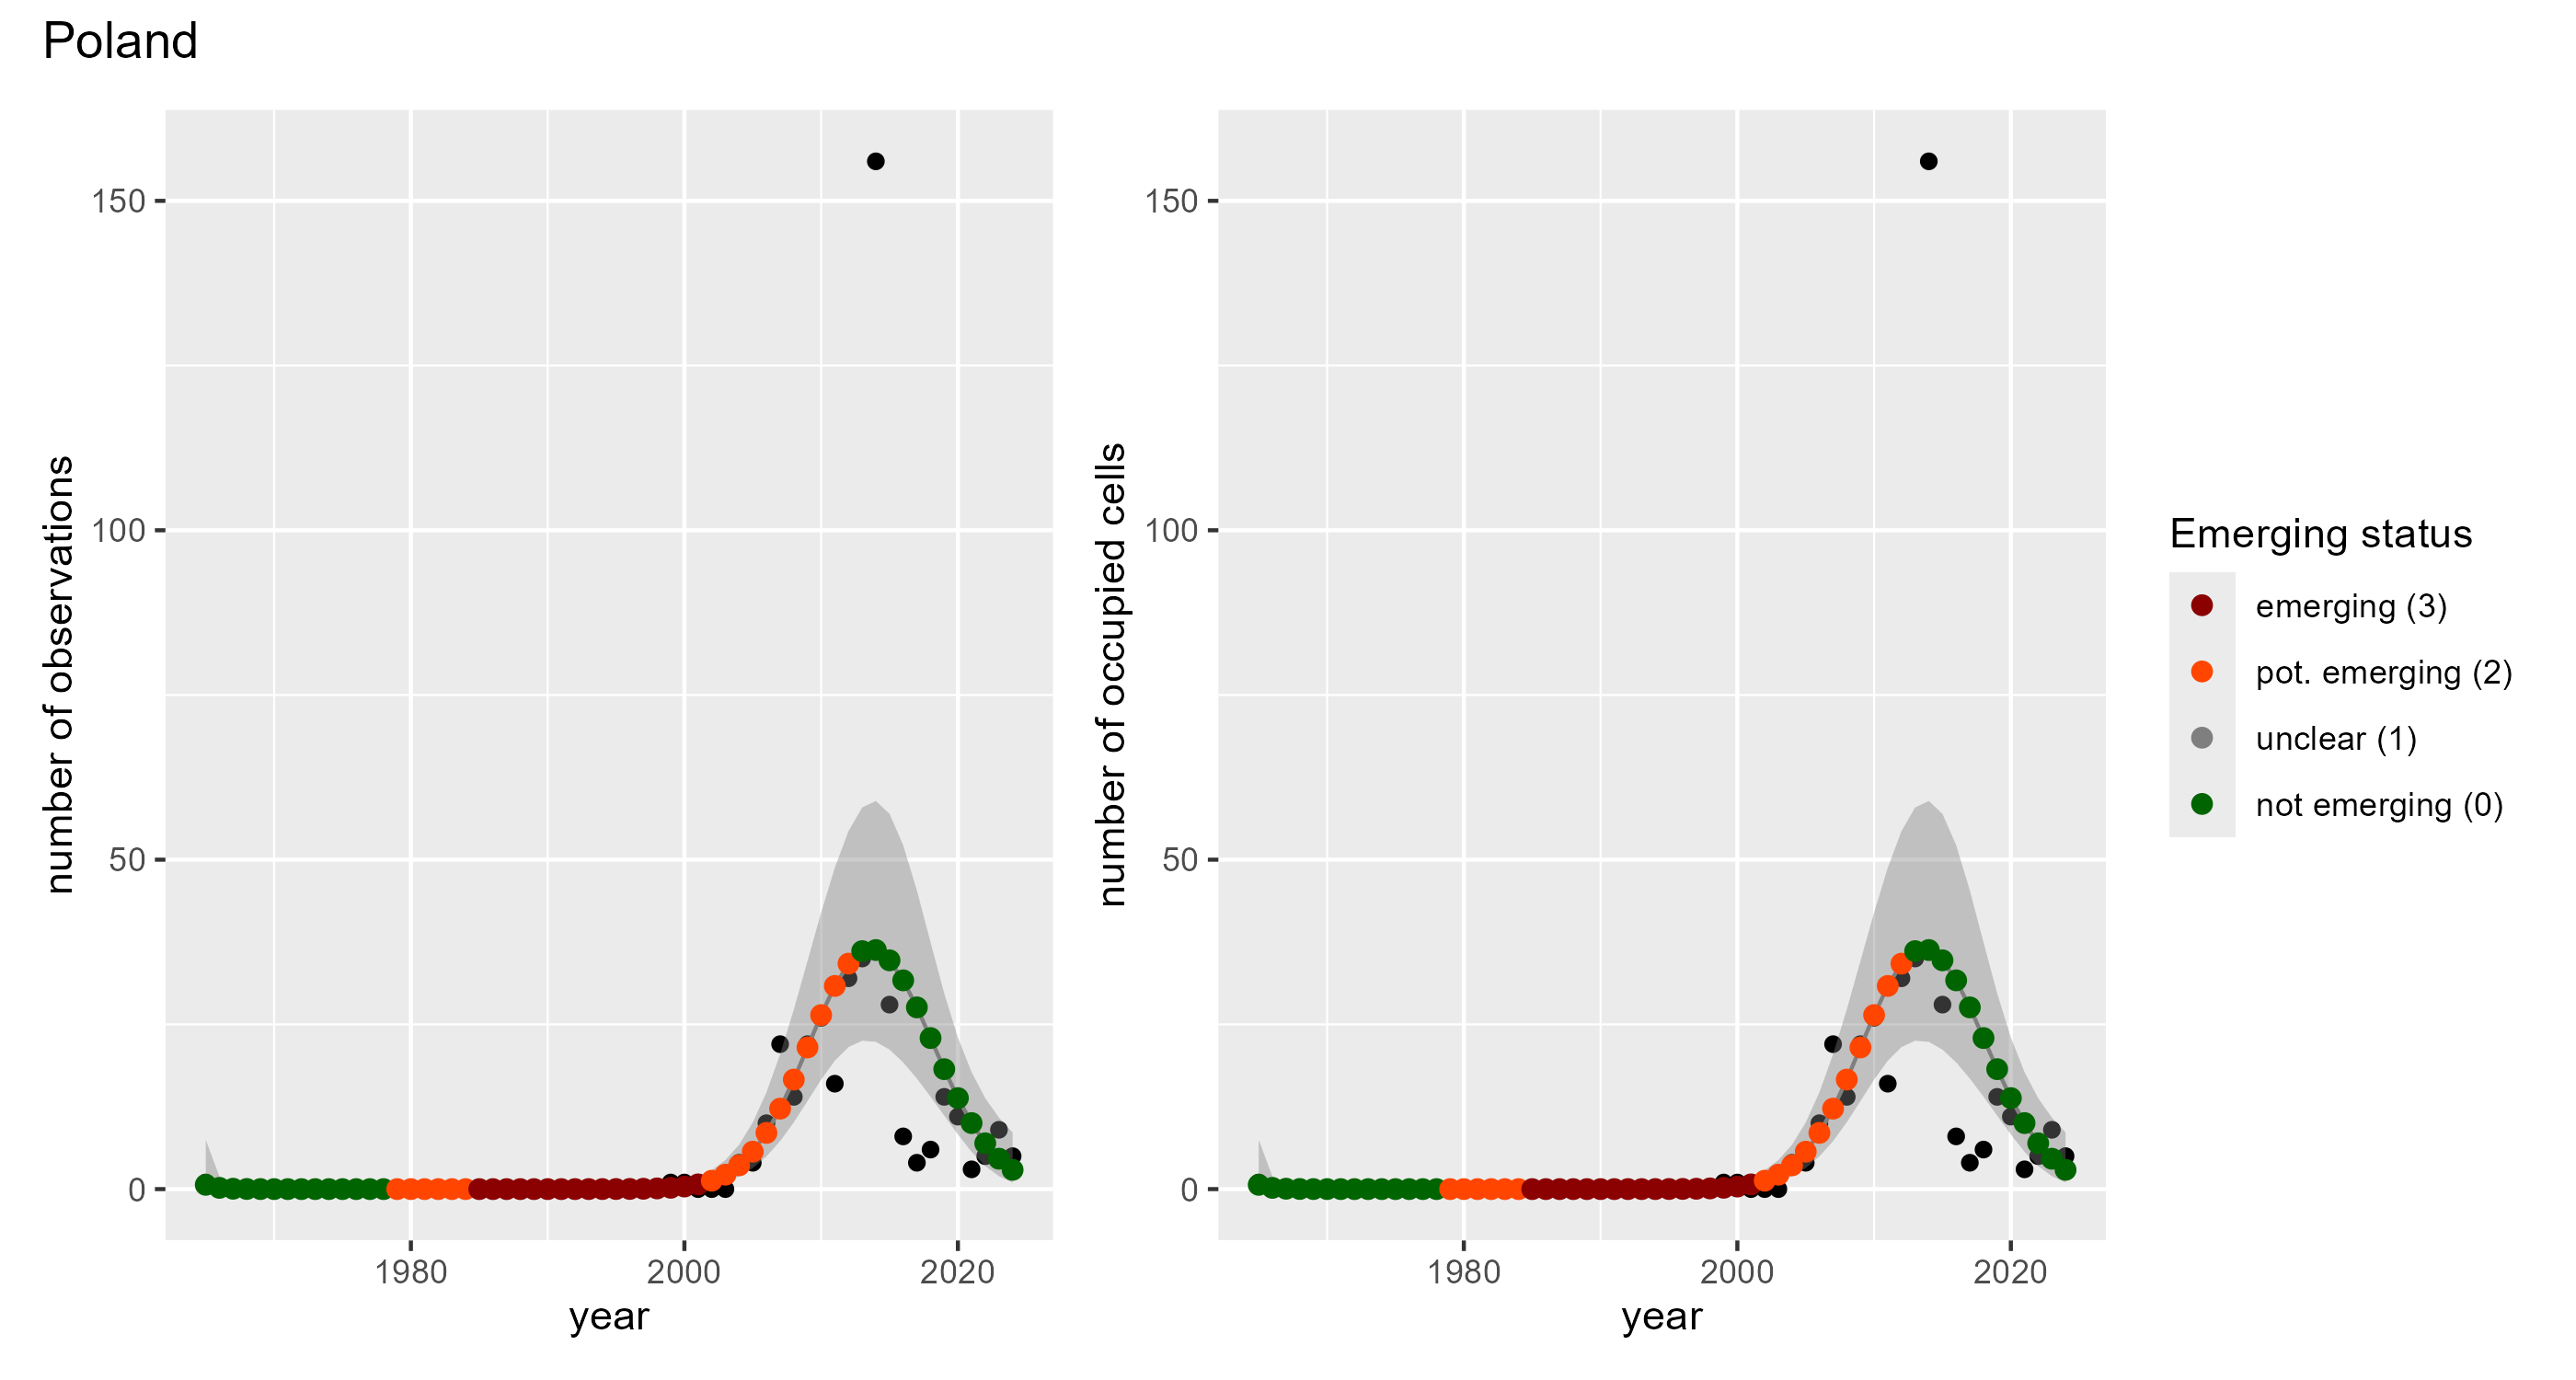 Poland
number of observations
150
100
50
0
1980 2000 2020
year
number of occupied cells
150
100
50
0
1980 2000 2020
year
Emerging status
emerging (3)
pot. emerging (2)
unclear (1)
not emerging (0)